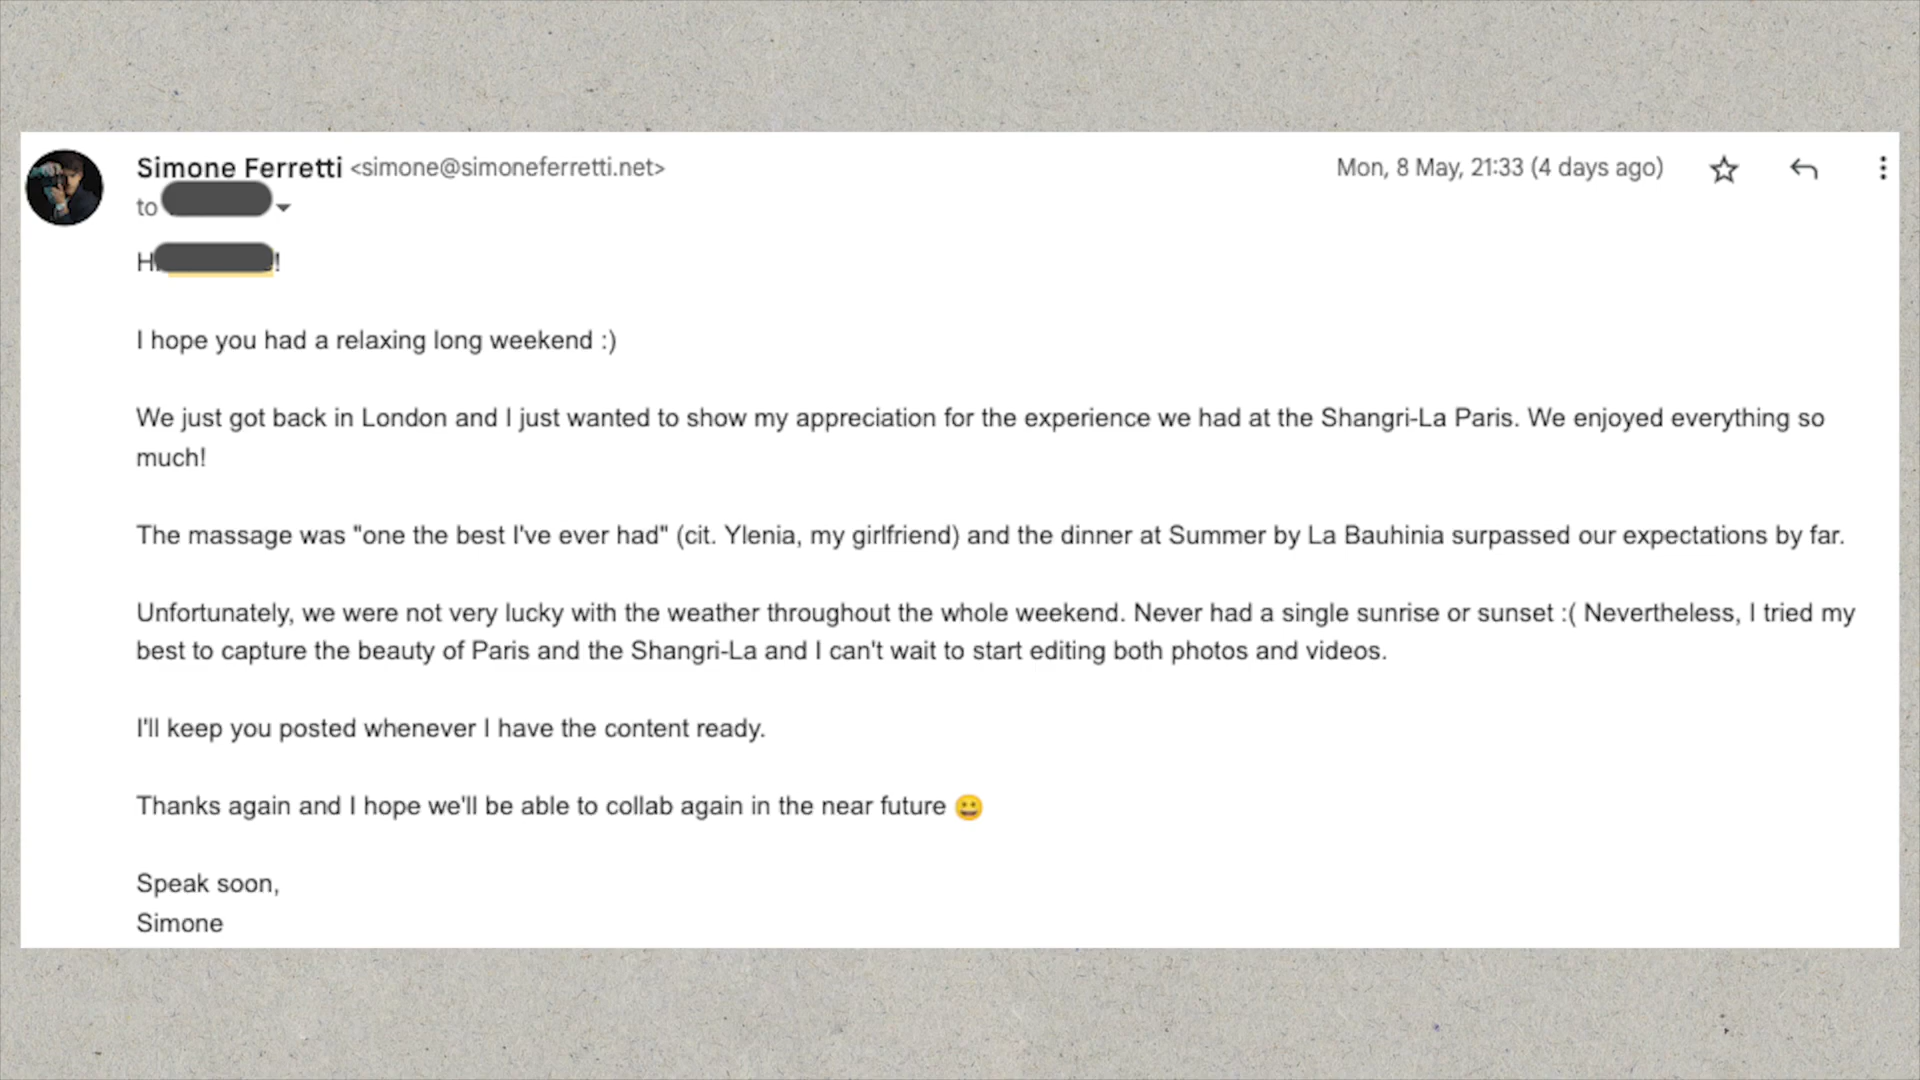 Simone Ferretti <simone@simoneferretti.net>
Mon, 8 May, 21:33 (4 days ago)
to
H !
I hope you had a relaxing long weekend :)
We just got back in London and I just wanted to show my appreciation for the experience we had at the Shangri-La Paris. We enjoyed everything so
much!
The massage was "one the best I've ever had" (cit. Ylenia, my girlfriend) and the dinner at Summer by La Bauhinia surpassed our expectations by far.
Unfortunately, we were not very lucky with the weather throughout the whole weekend. Never had a single sunrise or sunset :( Nevertheless, I tried my
best to capture the beauty of Paris and the Shangri-La and I can't wait to start editing both photos and videos.
I'll keep you posted whenever I have the content ready.
Thanks again and I hope we'll be able to collab again in the near future 😀
Speak soon,
Simone